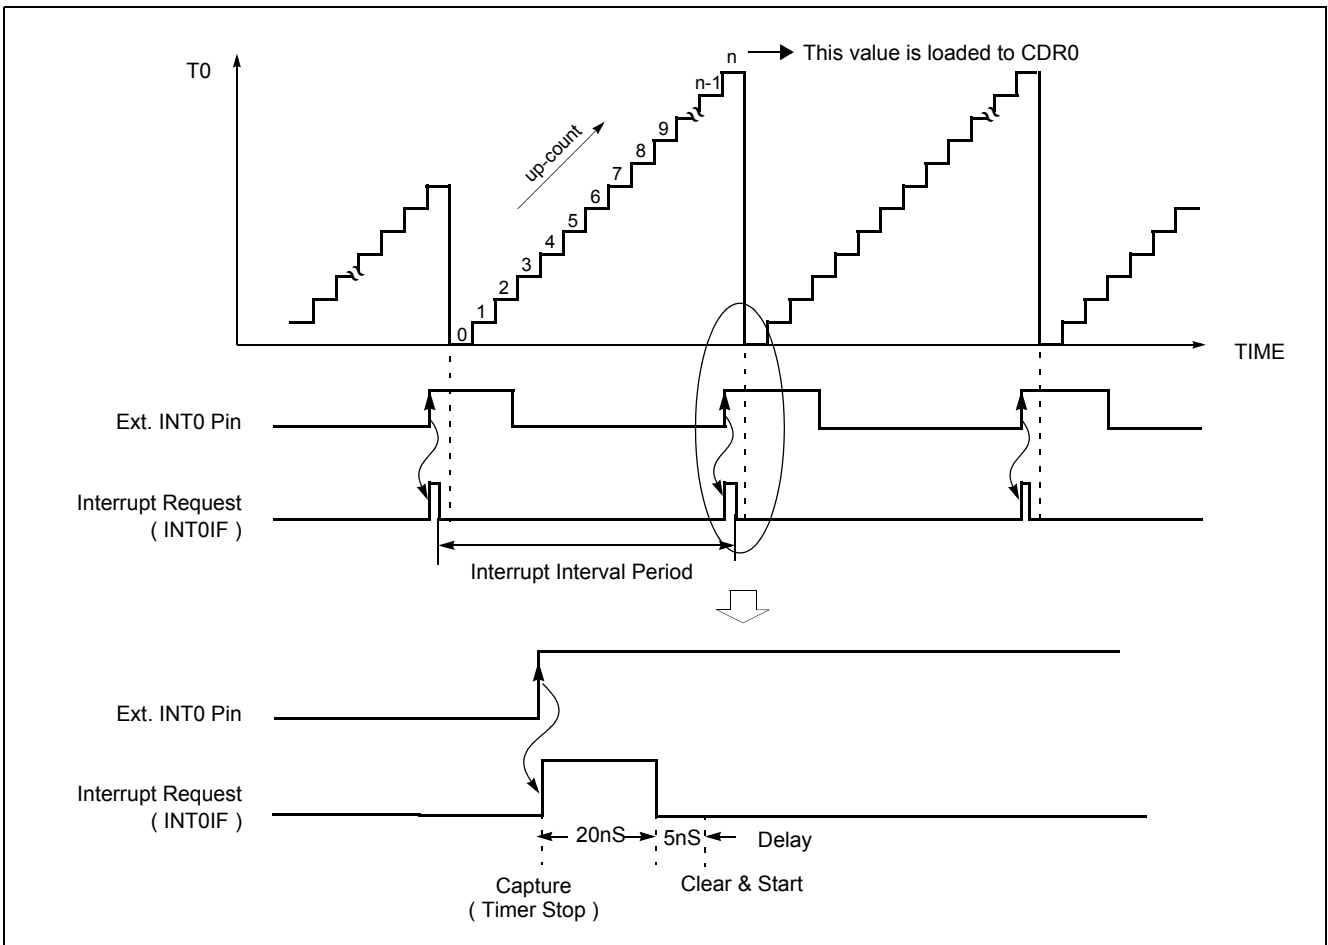 n
This value is loaded to CDR0
T0
n-1
9
8
up-count
7
6
5
4
3
2
1
0
TIME
Ext. INT0 Pin
Interrupt Request
( INT0IF )
Interrupt Interval Period
Ext. INT0 Pin
Interrupt Request
( INT0IF )
20nS
5nS
Delay
Capture
( Timer Stop )
Clear & Start